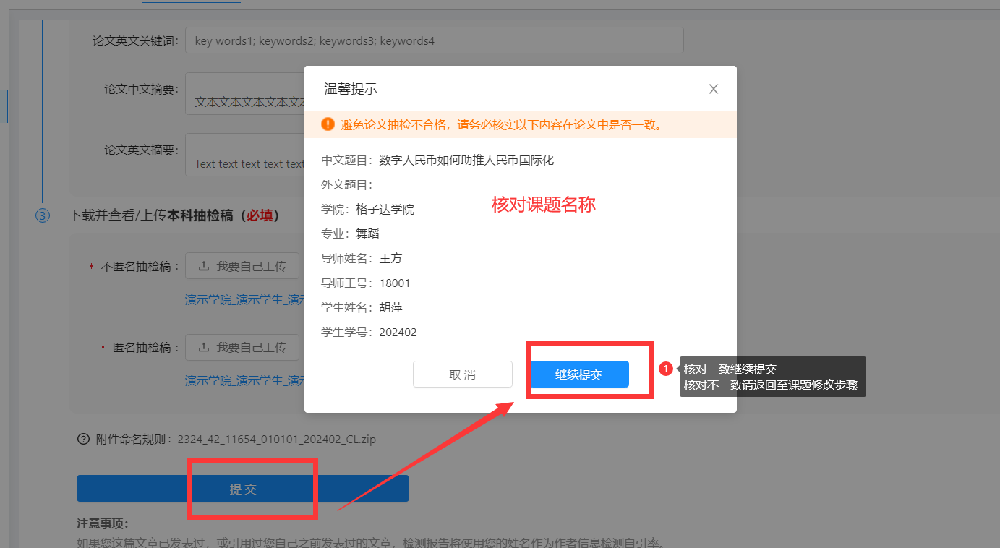 论文英文关键词：
key words1; keywords2; keywords3; keywords4
论文中文摘要：
文本文本文本文本文本
论文英文摘要：
Text text text text text
温馨提示
避免论文抽检不合格，请务必核实以下内容在论文中是否一致。
中文题目：数字人民币如何助推人民币国际化
外文题目：
核对课题名称
学院：格子达学院
专业：舞蹈
导师姓名：王方
导师工号：18001
学生姓名：胡萍
学生学号：202402
取 消
继续提交
1
核对一致继续提交
核对不一致请返回至课题修改步骤
3
下载并查看/上传本科抽检稿（必填）
* 不匿名抽检稿：
我要自己上传
演示学院_演示学生_演示
* 匿名抽检稿：
我要自己上传
演示学院_演示学生_演示
附件命名规则：2324_42_11654_010101_202402_CL.zip
提 交
注意事项：
如果您这篇文章已发表过，或引用过您自己之前发表过的文章，检测报告将使用您的姓名作为作者信息检测自引率。